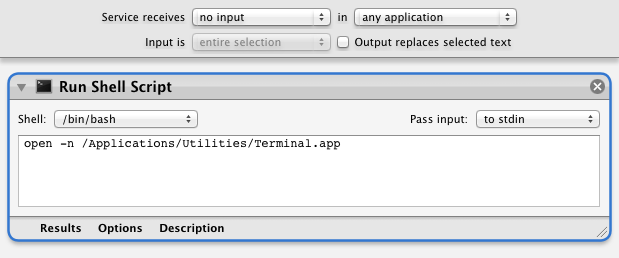 Service receives no input in any application
Input is entire selection Output replaces selected text
Run Shell Script
Shell: /bin/bash Pass input: to stdin
open -n /Applications/Utilities/Terminal.app
Results Options Description